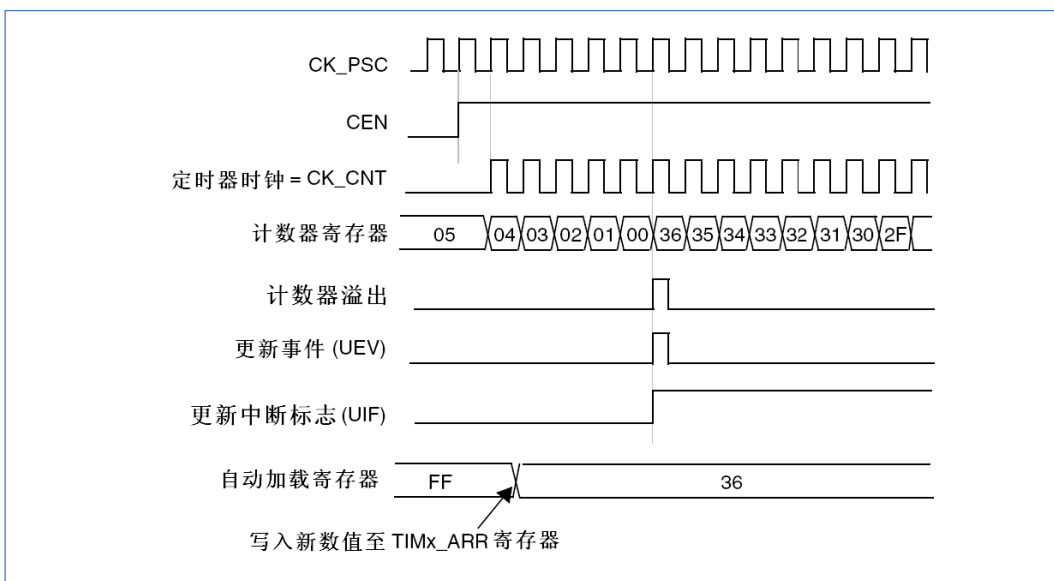 CK_PSC
CEN
定时器时钟 = CK_CNT
计数器寄存器 05 04 03 02 01 00 36 35 34 33 32 31 30 2F
计数器溢出
更新事件 (UEV)
更新中断标志 (UIF)
自动加载寄存器 FF 36
写入新数值至 TIMx_ARR 寄存器